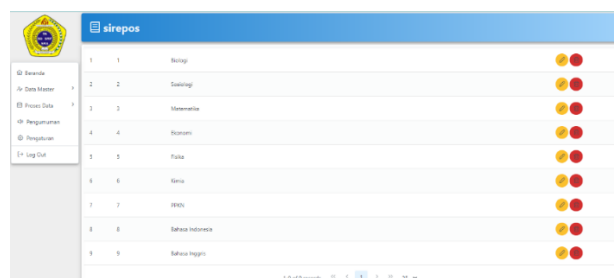 sirepos
Beranda
Data Master
Proses Data
Pengumuman
Pengaturan
Log Out
1 1 Biologi
2 2 Sosiologi
3 3 Matematika
4 4 Ekonomi
5 5 Fisika
6 6 Kimia
7 7 PPKN
8 8 Bahasa Indonesia
9 9 Bahasa Inggris
1